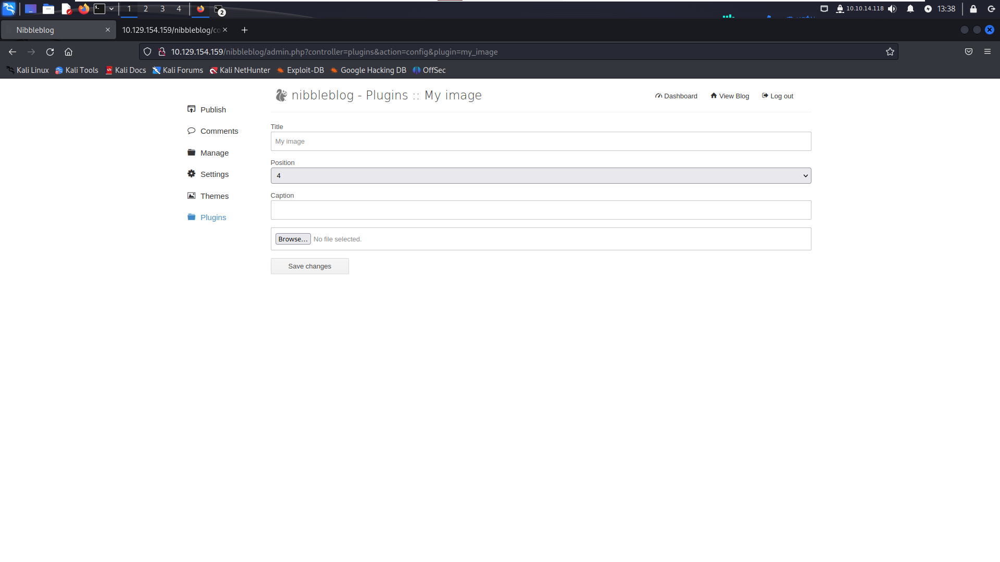 1 2 3 4 2 10.10.14.118 13:38
Nibbleblog 10.129.154.159/nibbleblog/co
10.129.154.159/nibbleblog/admin.php?controller=plugins&action=config&plugin=my_image
Kali Linux Kali Tools Kali Docs Kali Forums Kali NetHunter Exploit-DB Google Hacking DB OffSec
nibbleblog - Plugins :: My image Dashboard View Blog Log out
Publish
Comments
Manage
Settings
Themes
Plugins
Title
My image
Position
4
Caption
Browse... No file selected.
Save changes